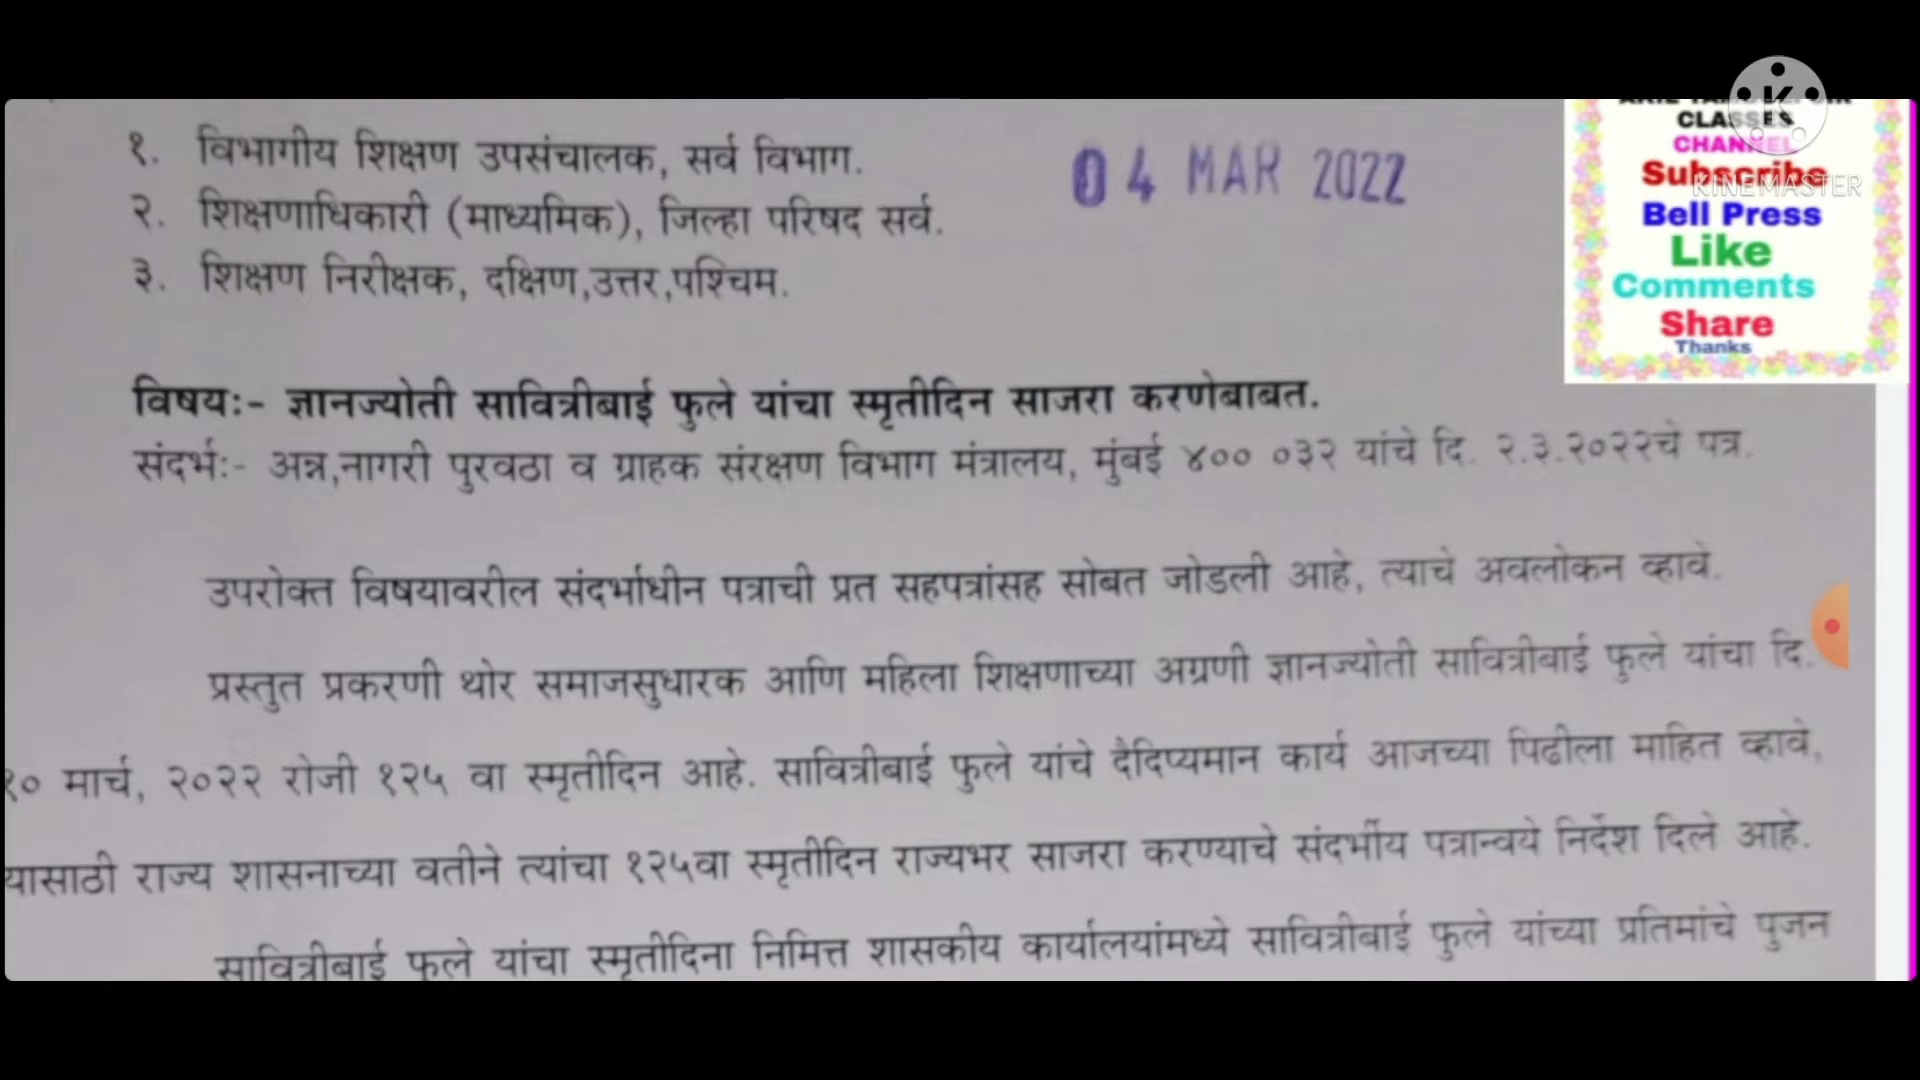 १. विभागीय शिक्षण उपसंचालक, सर्व विभाग.
04 MAR 2022
२. शिक्षणाधिकारी (माध्यमिक), जिल्हा परिषद सर्व.
३. शिक्षण निरीक्षक, दक्षिण,उत्तर,पश्चिम.
विषयः- ज्ञानज्योती सावित्रीबाई फुले यांचा स्मृतीदिन साजरा करणेबाबत.
संदर्भः- अन्न,नागरी पुरवठा व ग्राहक संरक्षण विभाग मंत्रालय, मुंबई ४०० ०३२ यांचे दि. २.३.२०२२चे पत्र.
उपरोक्त विषयावरील संदर्भाधीन पत्राची प्रत सहपत्रांसह सोबत जोडली आहे, त्याचे अवलोकन व्हावे.
प्रस्तुत प्रकरणी थोर समाजसुधारक आणि महिला शिक्षणाच्या अग्रणी ज्ञानज्योती सावित्रीबाई फुले यांचा दि.
१० मार्च, २०२२ रोजी १२५ वा स्मृतीदिन आहे. सावित्रीबाई फुले यांचे दैदिप्यमान कार्य आजच्या पिढीला माहित व्हावे,
यासाठी राज्य शासनाच्या वतीने त्यांचा १२५वा स्मृतीदिन राज्यभर साजरा करण्याचे संदर्भीय पत्रान्वये निर्देश दिले आहे.
सावित्रीबाई फुले यांचा स्मृतीदिना निमित्त शासकीय कार्यालयांमध्ये सावित्रीबाई फुले यांच्या प्रतिमांचे पुजन
CLASSES
CHANNEL
Subscribe
Bell Press
Like
Comments
Share
Thanks
K
KINEMASTER